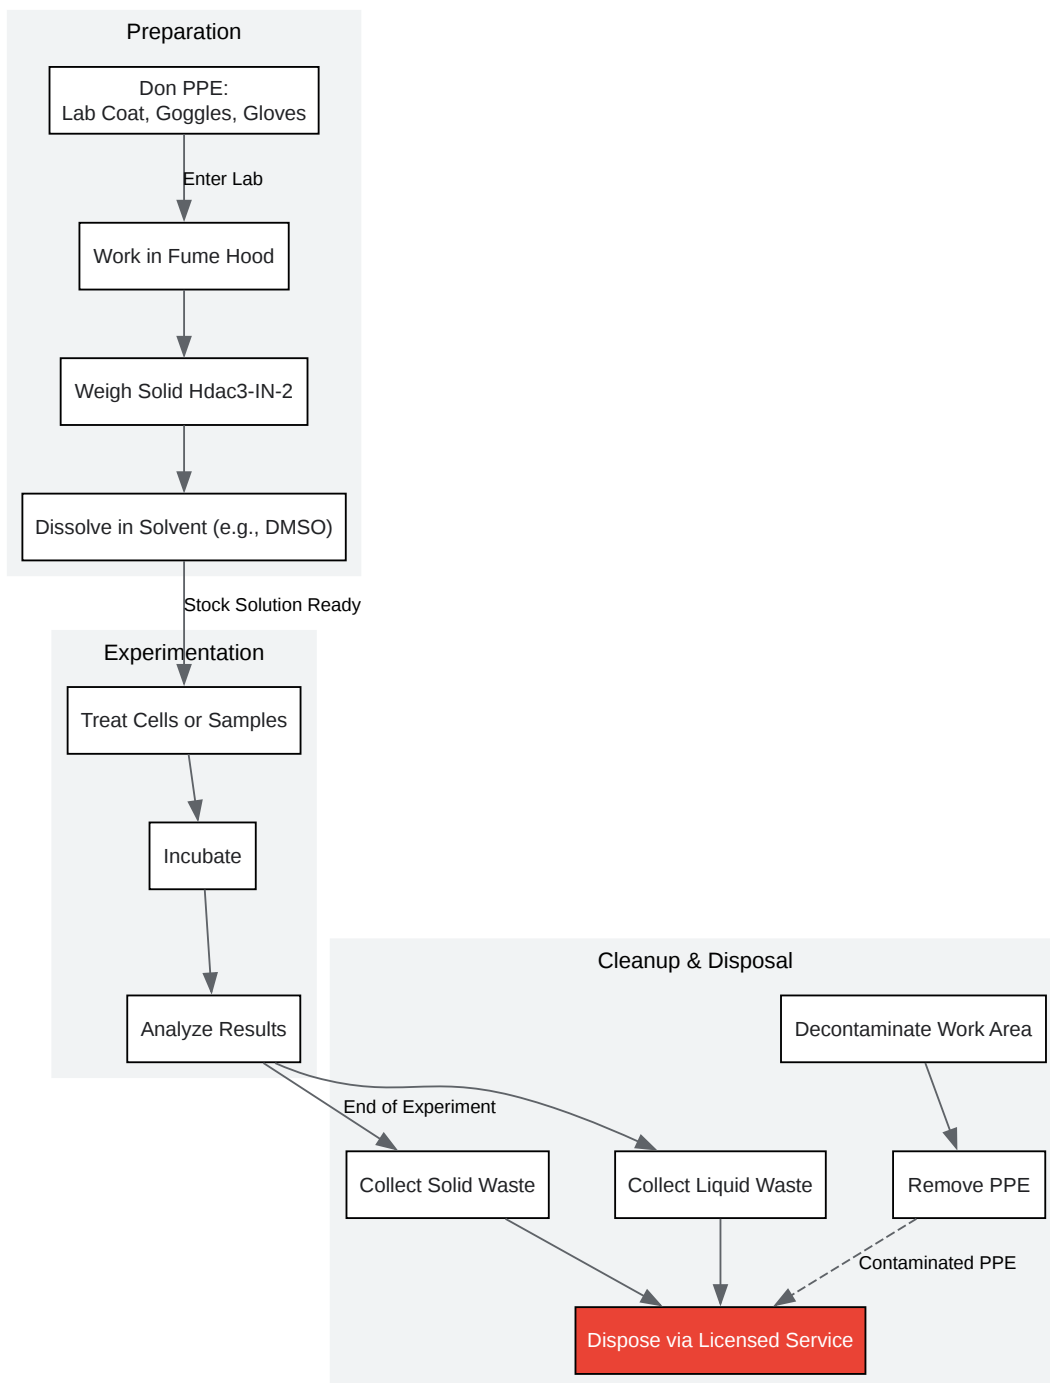 Preparation
Don PPE:
Lab Coat, Goggles, Gloves
Enter Lab
Work in Fume Hood
Weigh Solid Hdac3-IN-2
Dissolve in Solvent (e.g., DMSO)
Stock Solution Ready
Experimentation
Treat Cells or Samples
Incubate
Analyze Results
Cleanup & Disposal
Decontaminate Work Area
End of Experiment
Collect Solid Waste
Collect Liquid Waste
Remove PPE
Contaminated PPE
Dispose via Licensed Service